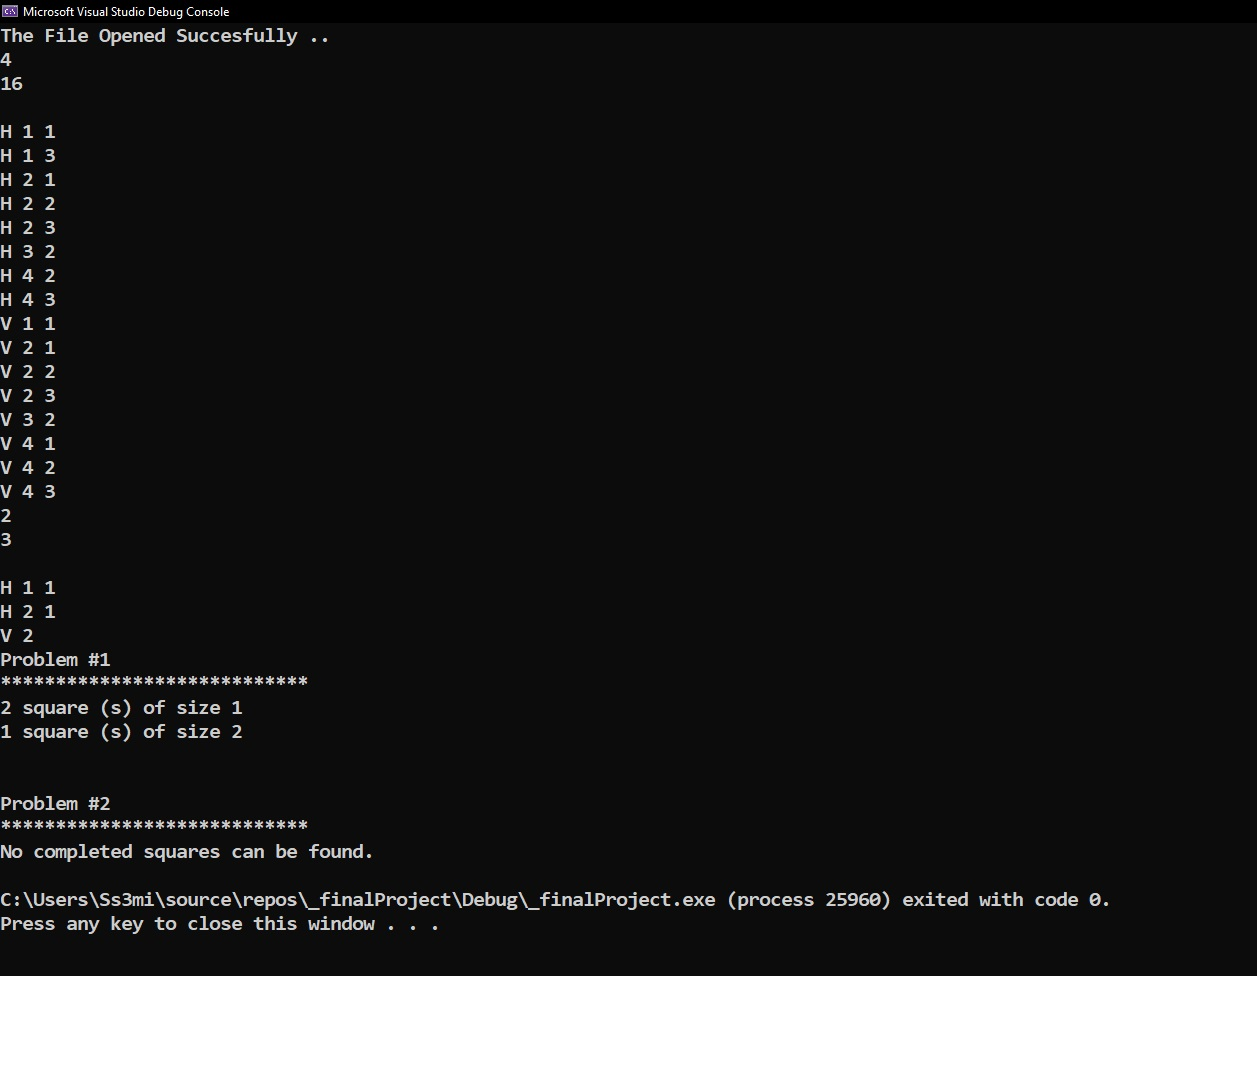 Microsoft Visual Studio Debug Console
The File Opened Succesfully ..
4
16
H 1 1
H 1 3
H 2 1
H 2 2
H 2 3
H 3 2
H 4 2
H 4 3
V 1 1
V 2 1
V 2 2
V 2 3
V 3 2
V 4 1
V 4 2
V 4 3
2
3
H 1 1
H 2 1
V 2
Problem #1
****************************
2 square (s) of size 1
1 square (s) of size 2
Problem #2
****************************
No completed squares can be found.
C:\Users\Ss3mi\source\repos\_finalProject\Debug\_finalProject.exe (process 25960) exited with code 0.
Press any key to close this window . . .